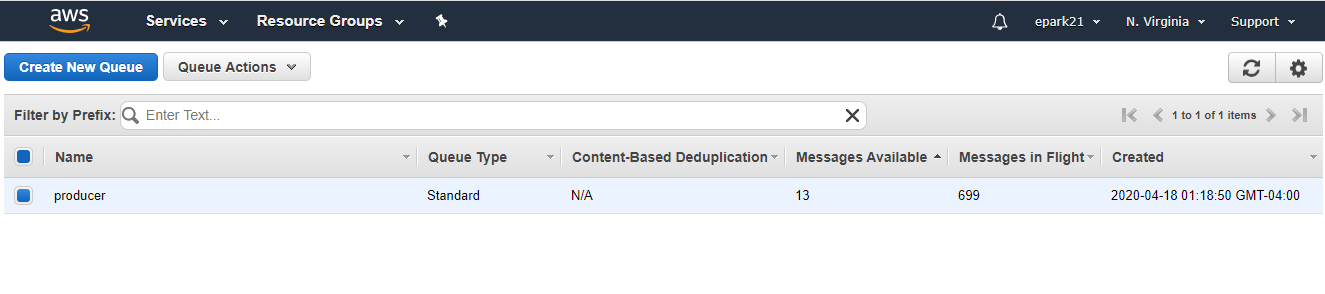 aws Services Resource Groups epark21 N. Virginia Support
Create New Queue Queue Actions
Filter by Prefix: Enter Text... 1 to 1 of 1 items
Name Queue Type Content-Based Deduplication Messages Available Messages in Flight Created
producer Standard N/A 13 699 2020-04-18 01:18:50 GMT-04:00